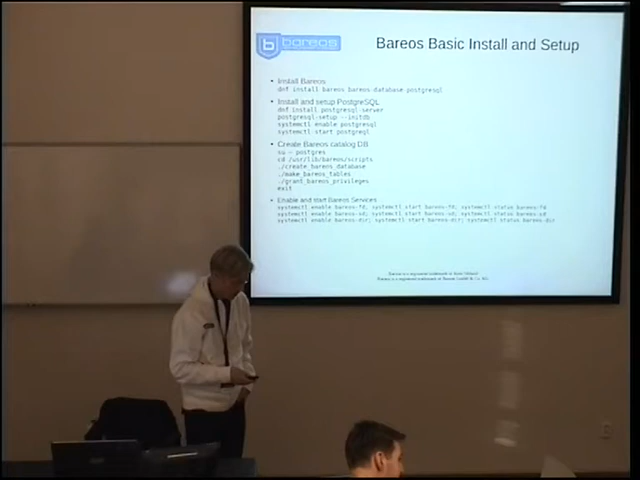 bareos
Bareos Basic Install and Setup
• Install Bareos
dnf install bareos bareos-database postgresql
• Install and setup PostgreSQL
dnf install postgresql-server
postgresql-setup --initdb
systemctl enable postgresql
systemctl start postgresql
• Create Bareos catalog DB
su - postgres
cd /usr/lib/bareos/scripts
./create_bareos_database
./make_bareos_tables
./grant_bareos_privileges
exit
• Enable and start Bareos Services
systemctl enable bareos-fd; systemctl start bareos-fd; systemctl status bareos-fd
systemctl enable bareos-sd; systemctl start bareos-sd; systemctl status bareos-sd
systemctl enable bareos-dir; systemctl start bareos-dir; systemctl status bareos-dir